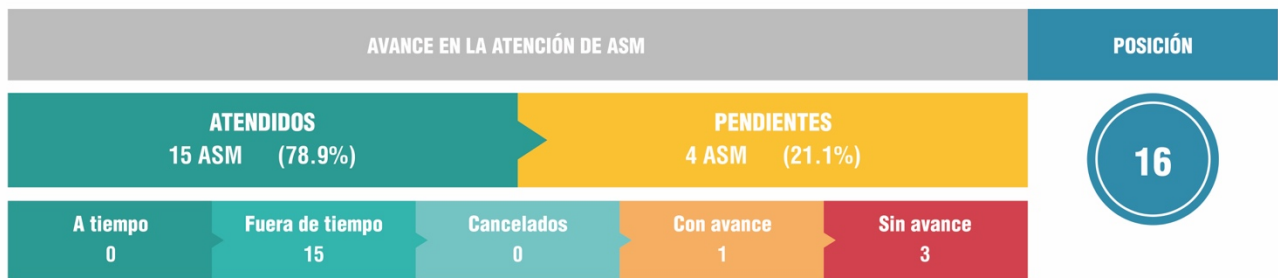 AVANCE EN LA ATENCIÓN DE ASM
POSICIÓN
ATENDIDOS
15 ASM (78.9%)
PENDIENTES
4 ASM (21.1%)
16
A tiempo
0
Fuera de tiempo
15
Cancelados
0
Con avance
1
Sin avance
3